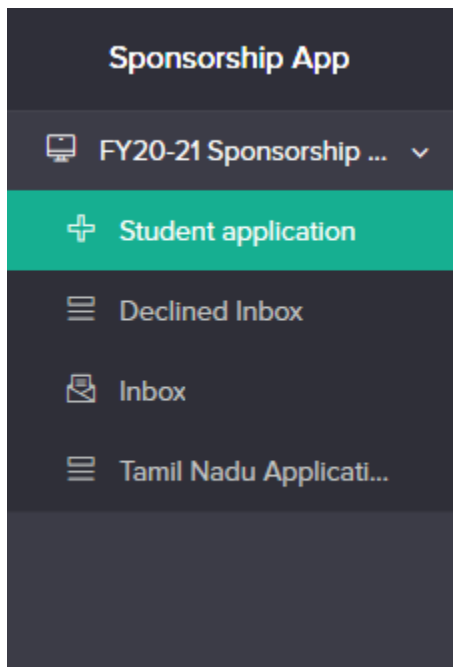 Sponsorship App
FY20-21 Sponsorship ...
Student application
Declined Inbox
Inbox
Tamil Nadu Applicati...